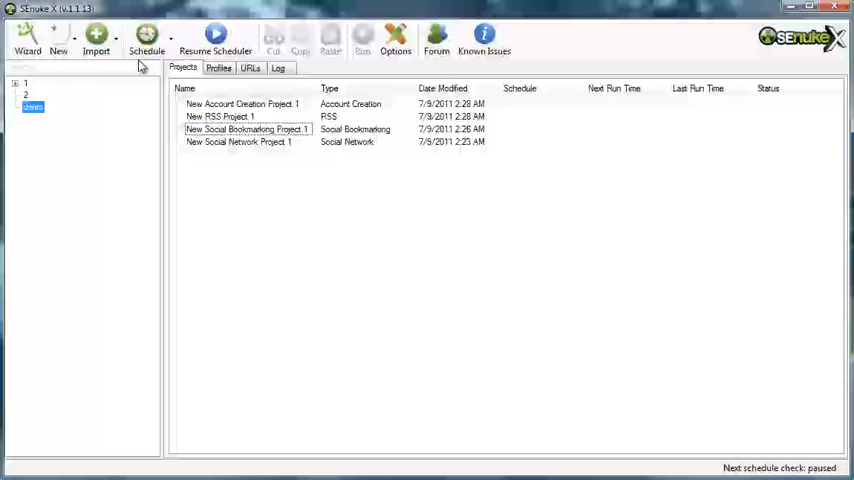 SEnuke X (v.1.1.13)
Wizard New Import Schedule Resume Scheduler Cut Copy Paste Run Options Forum Known Issues
SEnukeX
Projects Profiles URLs Log
Name Type Date Modified Schedule Next Run Time Last Run Time Status
1
2
demo
New Account Creation Project 1 Account Creation 7/9/2011 2:28 AM
New RSS Project 1 RSS 7/9/2011 2:28 AM
New Social Bookmarking Project 1 Social Bookmarking 7/9/2011 2:26 AM
New Social Network Project 1 Social Network 7/9/2011 2:23 AM
Next schedule check: paused